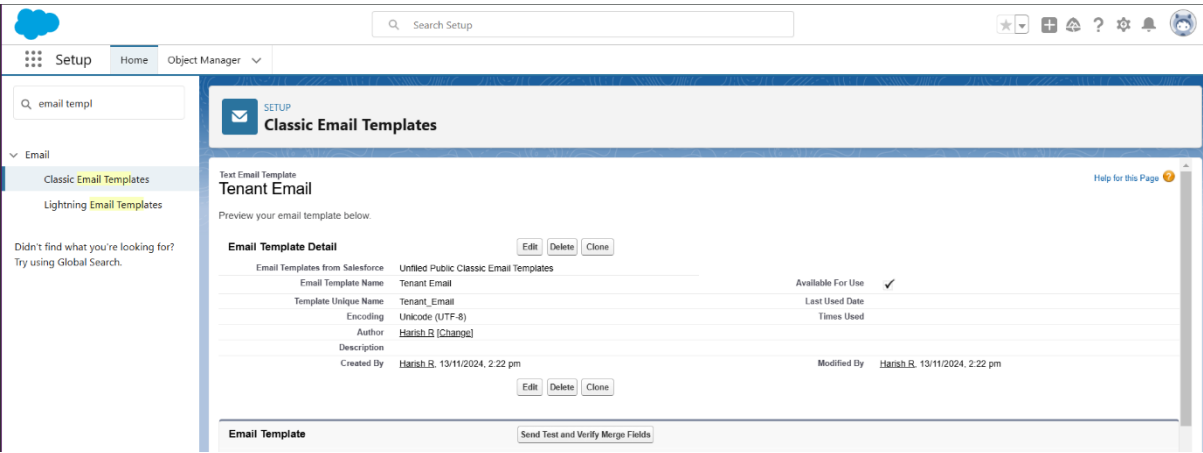 Search Setup
Setup Home Object Manager
email templ
Email
Classic Email Templates
Lightning Email Templates
Didn't find what you're looking for?
Try using Global Search.
SETUP
Classic Email Templates
Text Email Template
Tenant Email
Help for this Page
Preview your email template below.
Email Template Detail Edit Delete Clone
Email Templates from Salesforce Unfiled Public Classic Email Templates
Email Template Name Tenant Email Available For Use ✓
Template Unique Name Tenant_Email Last Used Date
Encoding Unicode (UTF-8) Times Used
Author Harish R [Change]
Description
Created By Harish R, 13/11/2024, 2:22 pm Modified By Harish R, 13/11/2024, 2:22 pm
Edit Delete Clone
Email Template Send Test and Verify Merge Fields